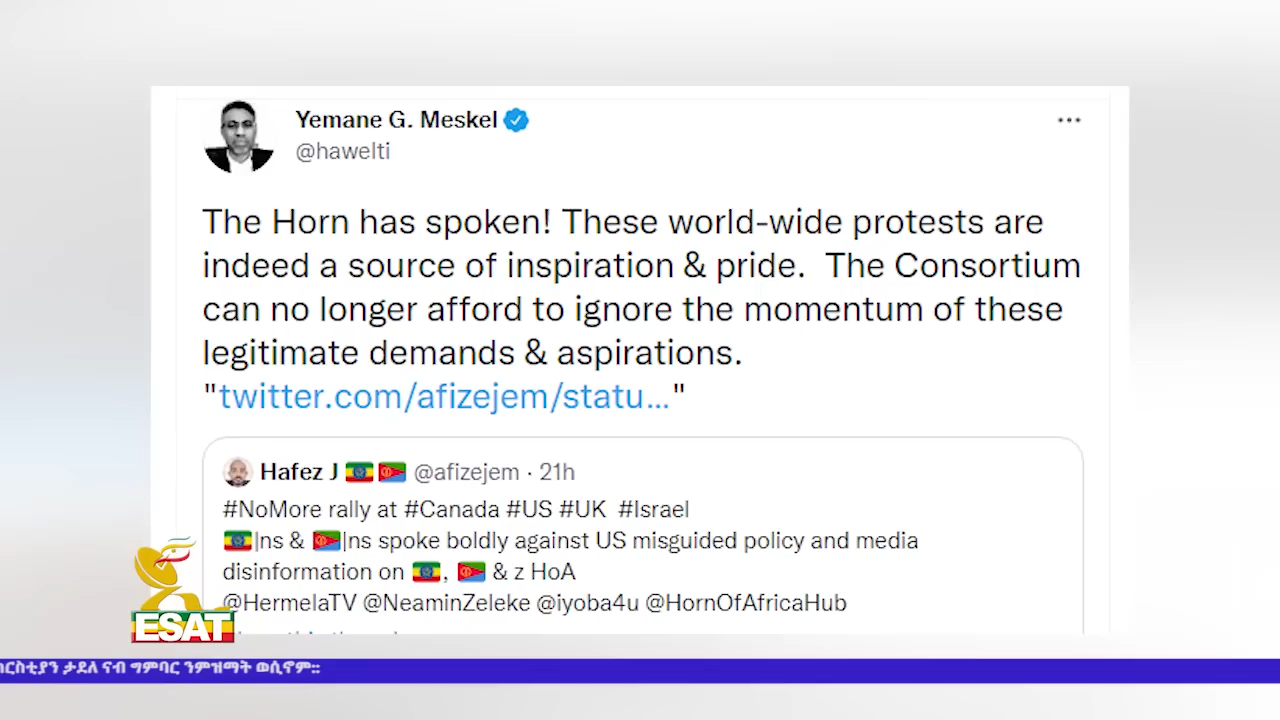 Yemane G. Meskel
@hawelti
The Horn has spoken! These world-wide protests are
indeed a source of inspiration & pride. The Consortium
can no longer afford to ignore the momentum of these
legitimate demands & aspirations.
"twitter.com/afizejem/statu..."
Hafez J 🇪🇹🇪🇷 @afizejem · 21h
#NoMore rally at #Canada #US #UK #Israel
🇪🇹|ns & 🇪🇷|ns spoke boldly against US misguided policy and media
disinformation on 🇪🇹, 🇪🇷 & z HoA
@HermelaTV @NeaminZeleke @iyoba4u @HornOfAfricaHub
ESAT
ታደለ ናብ ግምባር ንምዝማት ወሲኖም።